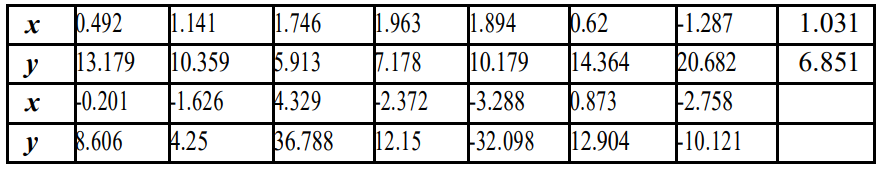 x 0.492 1.141 1.746 1.963 1.894 0.62 -1.287 1.031
y 13.179 10.359 5.913 7.178 10.179 14.364 20.682 6.851
x -0.201 -1.626 4.329 -2.372 -3.288 0.873 -2.758
y 8.606 4.25 36.788 12.15 -32.098 12.904 -10.121